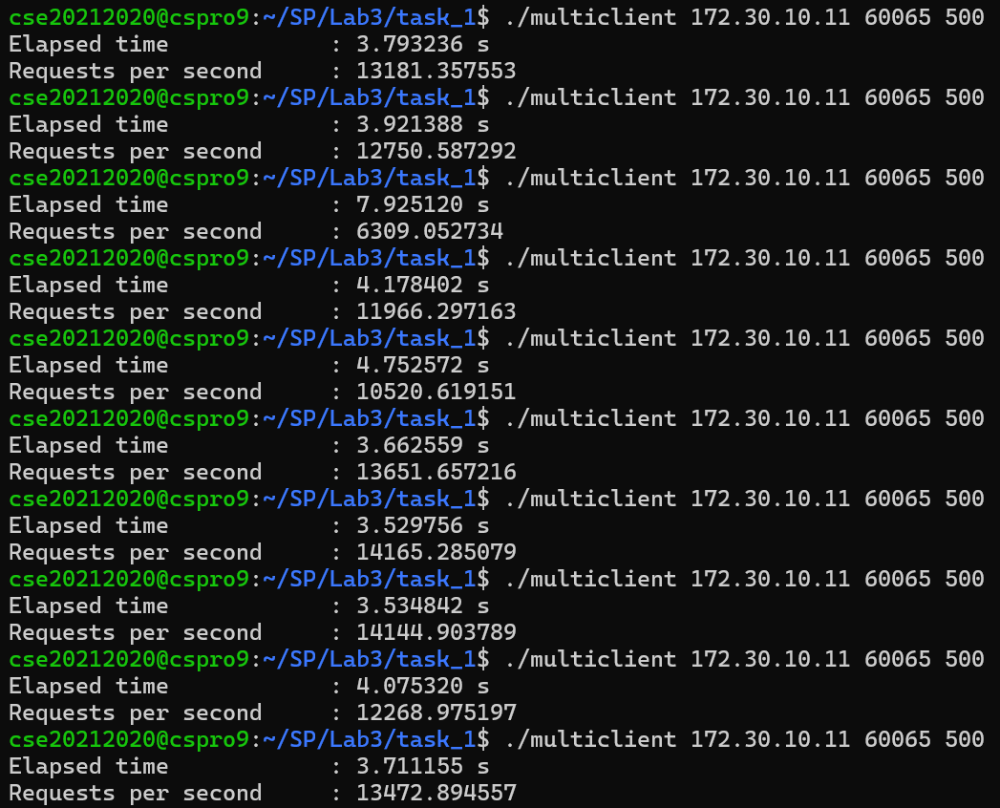 cse20212020@cspro9:~/SP/Lab3/task_1$ ./multiclient 172.30.10.11 60065 500
Elapsed time            : 3.793236 s
Requests per second     : 13181.357553
cse20212020@cspro9:~/SP/Lab3/task_1$ ./multiclient 172.30.10.11 60065 500
Elapsed time            : 3.921388 s
Requests per second     : 12750.587292
cse20212020@cspro9:~/SP/Lab3/task_1$ ./multiclient 172.30.10.11 60065 500
Elapsed time            : 7.925120 s
Requests per second     : 6309.052734
cse20212020@cspro9:~/SP/Lab3/task_1$ ./multiclient 172.30.10.11 60065 500
Elapsed time            : 4.178402 s
Requests per second     : 11966.297163
cse20212020@cspro9:~/SP/Lab3/task_1$ ./multiclient 172.30.10.11 60065 500
Elapsed time            : 4.752572 s
Requests per second     : 10520.619151
cse20212020@cspro9:~/SP/Lab3/task_1$ ./multiclient 172.30.10.11 60065 500
Elapsed time            : 3.662559 s
Requests per second     : 13651.657216
cse20212020@cspro9:~/SP/Lab3/task_1$ ./multiclient 172.30.10.11 60065 500
Elapsed time            : 3.529756 s
Requests per second     : 14165.285079
cse20212020@cspro9:~/SP/Lab3/task_1$ ./multiclient 172.30.10.11 60065 500
Elapsed time            : 3.534842 s
Requests per second     : 14144.903789
cse20212020@cspro9:~/SP/Lab3/task_1$ ./multiclient 172.30.10.11 60065 500
Elapsed time            : 4.075320 s
Requests per second     : 12268.975197
cse20212020@cspro9:~/SP/Lab3/task_1$ ./multiclient 172.30.10.11 60065 500
Elapsed time            : 3.711155 s
Requests per second     : 13472.894557